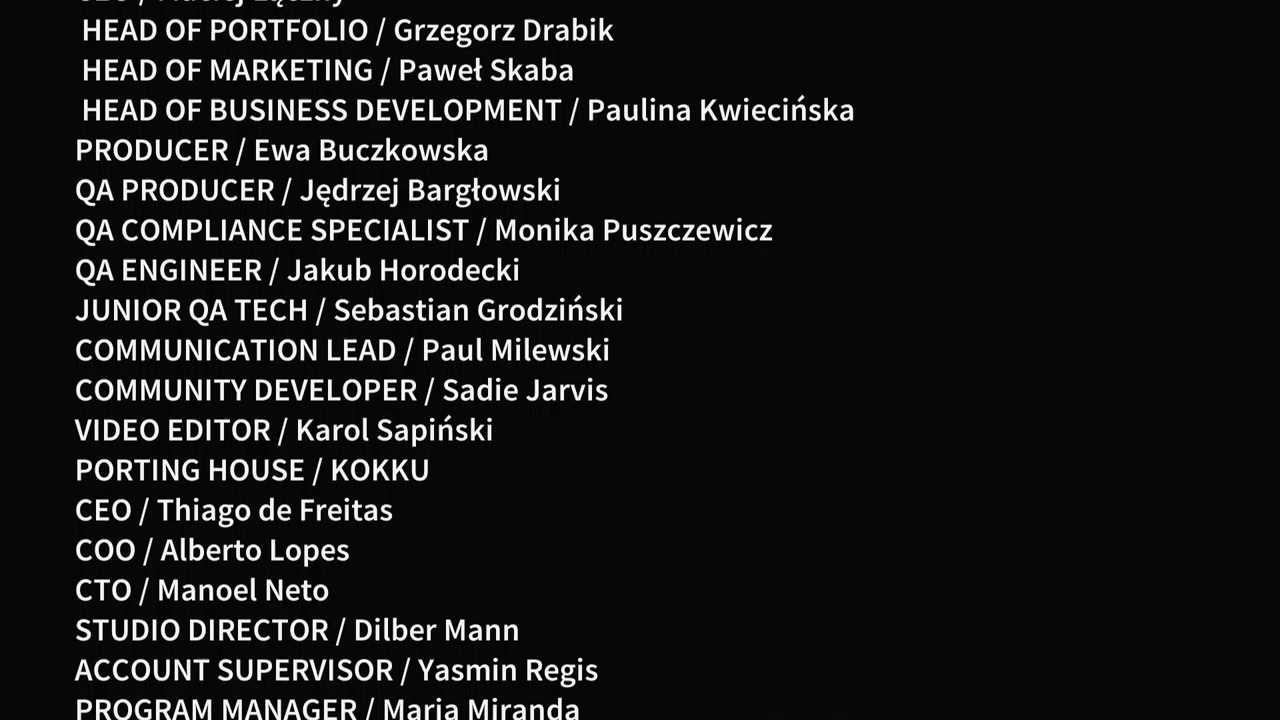 HEAD OF PORTFOLIO / Grzegorz Drabik
HEAD OF MARKETING / Paweł Skaba
HEAD OF BUSINESS DEVELOPMENT / Paulina Kwiecińska
PRODUCER / Ewa Buczkowska
QA PRODUCER / Jędrzej Bargłowski
QA COMPLIANCE SPECIALIST / Monika Puszczewicz
QA ENGINEER / Jakub Horodecki
JUNIOR QA TECH / Sebastian Grodziński
COMMUNICATION LEAD / Paul Milewski
COMMUNITY DEVELOPER / Sadie Jarvis
VIDEO EDITOR / Karol Sapiński
PORTING HOUSE / KOKKU
CEO / Thiago de Freitas
COO / Alberto Lopes
CTO / Manoel Neto
STUDIO DIRECTOR / Dilber Mann
ACCOUNT SUPERVISOR / Yasmin Regis
PROGRAM MANAGER / Maria Miranda